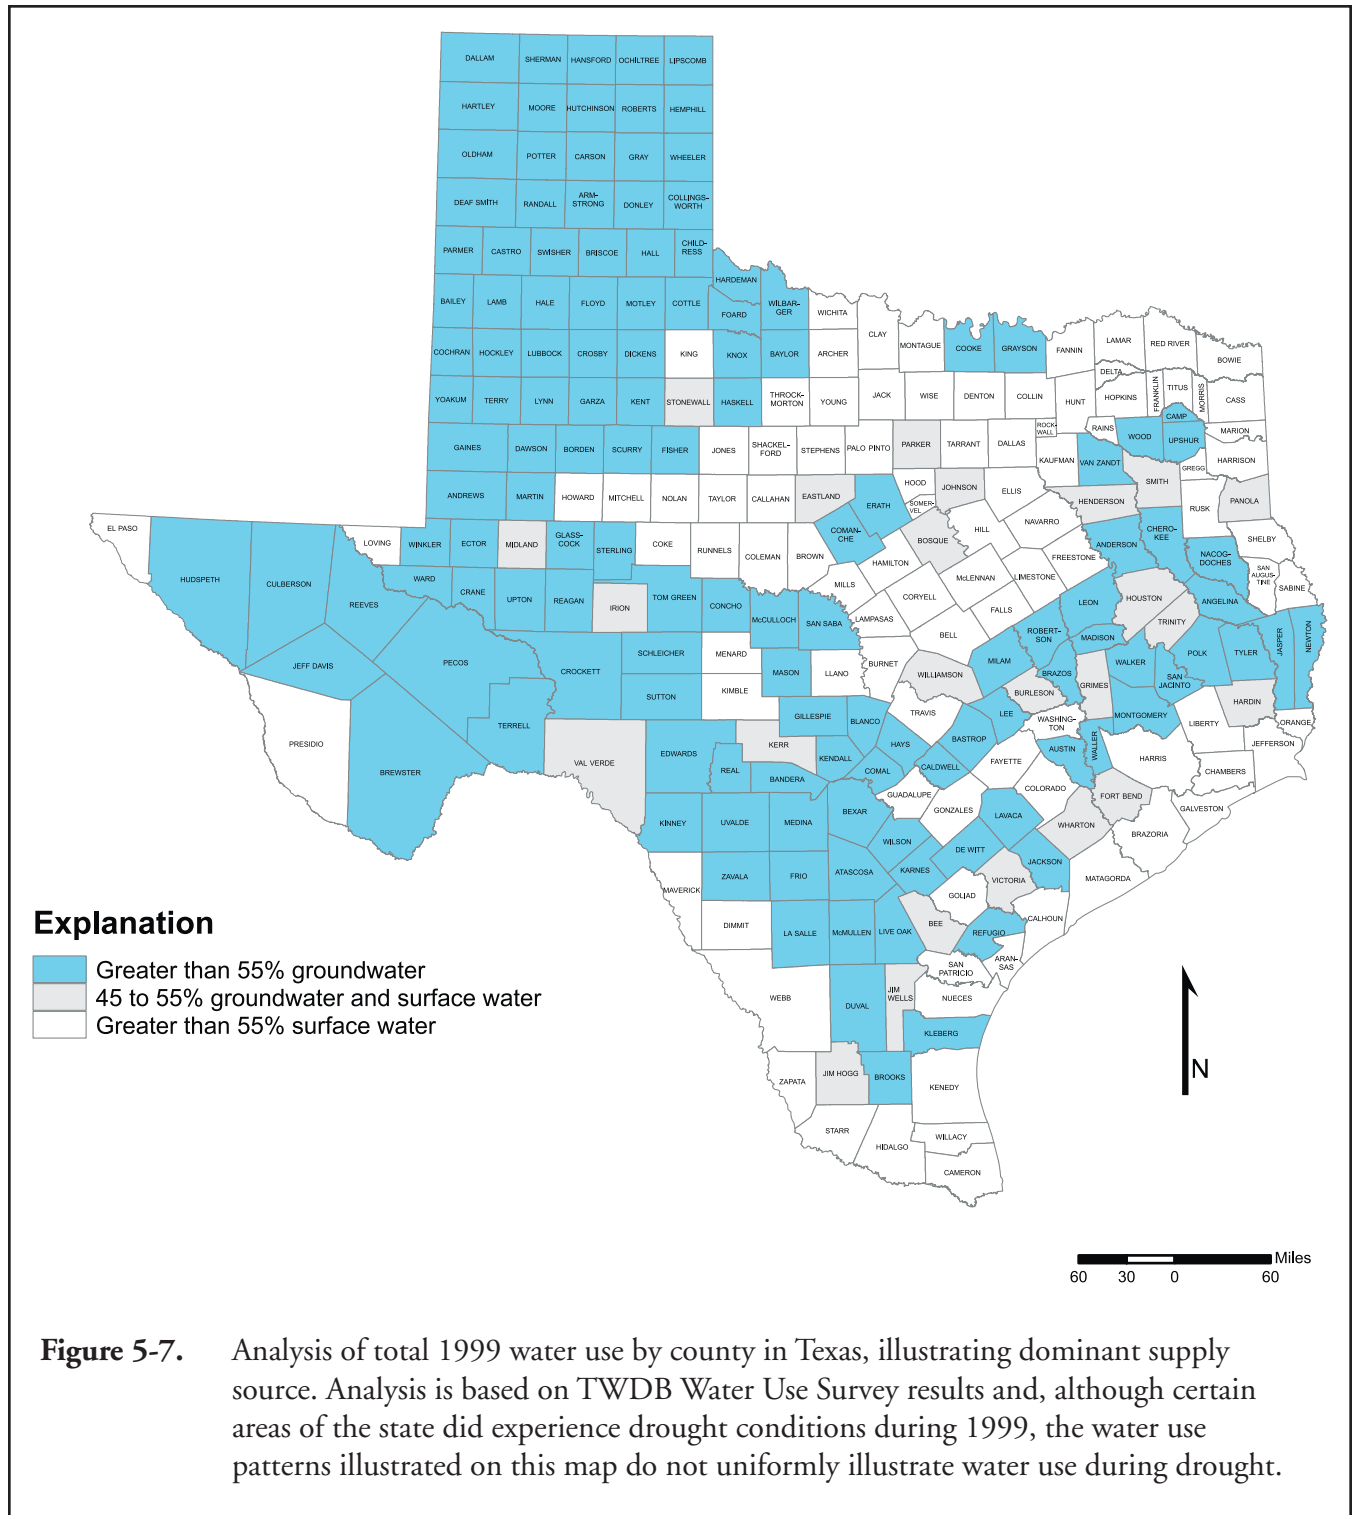 DALLAM SHERMAN HANSFORD OCHILTREE LIPSCOMB
HARTLEY MOORE HUTCHINSON ROBERTS HEMPHILL
OLDHAM POTTER CARSON GRAY WHEELER
DEAF SMITH RANDALL ARM-
STRONG DONLEY COLLINGS-
WORTH
PARMER CASTRO SWISHER BRISCOE HALL CHILD-
RESS
HARDEMAN
BAILEY LAMB HALE FLOYD MOTLEY COTTLE FOARD WILBAR-
GER WICHITA
CLAY MONTAGUE COOKE GRAYSON FANNIN LAMAR RED RIVER BOWIE
COCHRAN HOCKLEY LUBBOCK CROSBY DICKENS KING KNOX BAYLOR ARCHER
DELTA
YOAKUM TERRY LYNN GARZA KENT STONEWALL HASKELL THROCK-
MORTON YOUNG JACK WISE DENTON COLLIN HUNT HOPKINS FRANKLIN TITUS MORRIS CASS
CAMP
ROCK-
WALL RAINS WOOD UPSHUR MARION
GAINES DAWSON BORDEN SCURRY FISHER JONES SHACKEL-
FORD STEPHENS PALO PINTO PARKER TARRANT DALLAS KAUFMAN VAN ZANDT GREGG HARRISON
ANDREWS MARTIN HOWARD MITCHELL NOLAN TAYLOR CALLAHAN EASTLAND ERATH HOOD JOHNSON ELLIS HENDERSON SMITH RUSK PANOLA
SOMER-
VEL
EL PASO LOVING WINKLER ECTOR MIDLAND GLASS-
COCK STERLING COKE RUNNELS COLEMAN BROWN COMAN-
CHE BOSQUE HILL NAVARRO ANDERSON CHERO-
KEE SHELBY
HUDSPETH CULBERSON REEVES WARD CRANE UPTON REAGAN IRION TOM GREEN CONCHO McCULLOCH SAN SABA MILLS HAMILTON CORYELL McLENNAN LIMESTONE FREESTONE NACOG-
DOCHES SAN
AUGUS-
TINE SABINE
LAMPASAS BELL FALLS LEON HOUSTON ANGELINA
ROBERT-
SON MADISON TRINITY
JEFF DAVIS PECOS CROCKETT SCHLEICHER MENARD MASON LLANO BURNET WILLIAMSON MILAM BRAZOS WALKER POLK TYLER JASPER NEWTON
SUTTON KIMBLE BURLESON GRIMES SAN
JACINTO HARDIN
PRESIDIO TERRELL GILLESPIE BLANCO TRAVIS LEE WASHING-
TON MONTGOMERY LIBERTY ORANGE
BREWSTER VAL VERDE EDWARDS KERR KENDALL HAYS BASTROP AUSTIN WALLER HARRIS JEFFERSON
REAL BANDERA COMAL CALDWELL FAYETTE CHAMBERS
KINNEY UVALDE MEDINA BEXAR GUADALUPE GONZALES COLORADO FORT BEND GALVESTON
WILSON LAVACA WHARTON BRAZORIA
MAVERICK ZAVALA FRIO ATASCOSA KARNES DE WITT JACKSON MATAGORDA
VICTORIA
DIMMIT LA SALLE McMULLEN LIVE OAK BEE GOLIAD CALHOUN
REFUGIO
ARAN-
SAS
SAN
PATRICIO
WEBB DUVAL JIM
WELLS NUECES
KLEBERG
ZAPATA JIM HOGG BROOKS KENEDY
STARR HIDALGO WILLACY
CAMERON
Explanation
Greater than 55% groundwater
45 to 55% groundwater and surface water
Greater than 55% surface water
N
Miles
60 30 0 60
Figure 5-7. Analysis of total 1999 water use by county in Texas, illustrating dominant supply
source. Analysis is based on TWDB Water Use Survey results and, although certain
areas of the state did experience drought conditions during 1999, the water use
patterns illustrated on this map do not uniformly illustrate water use during drought.